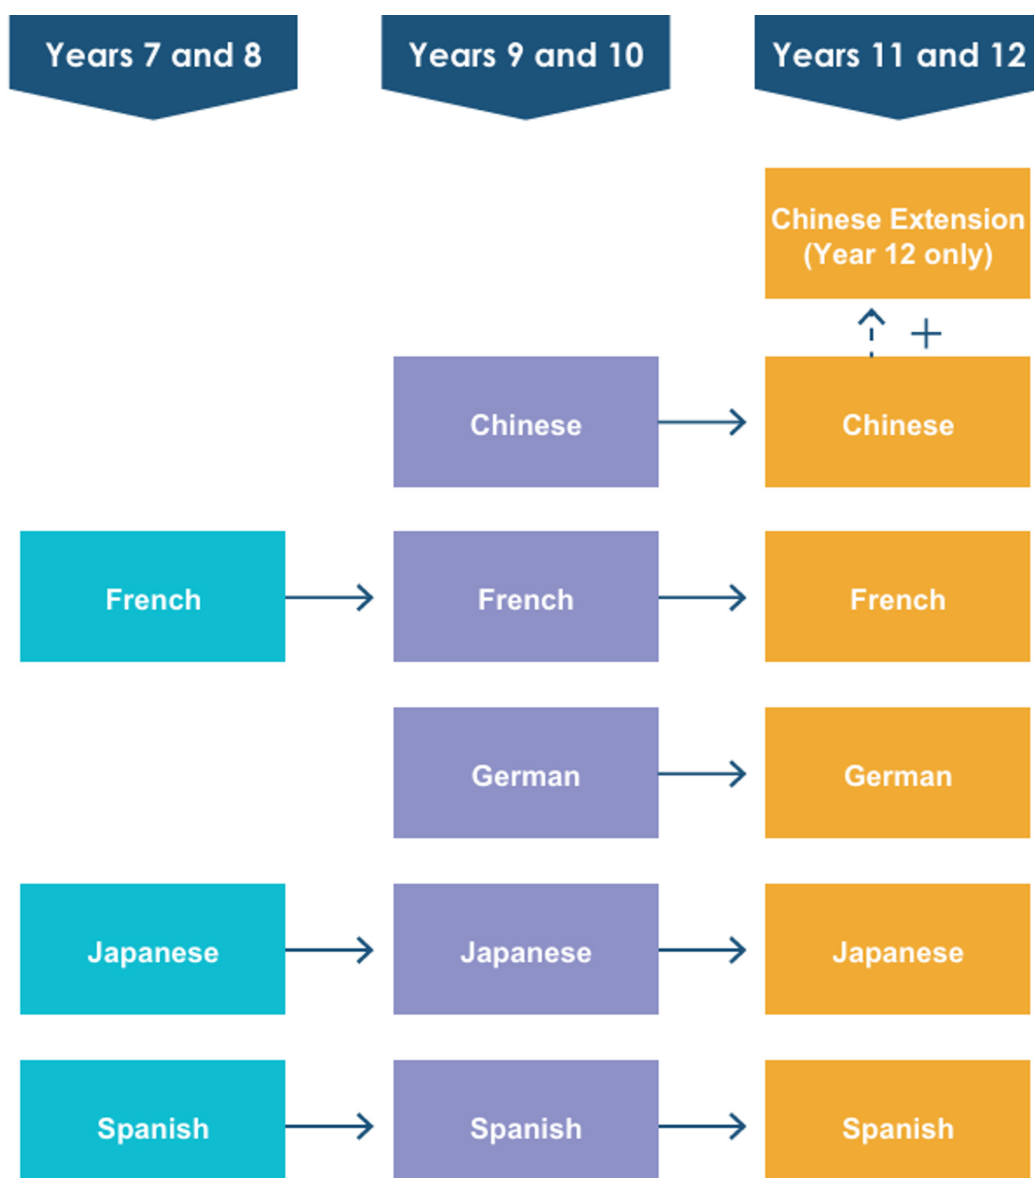 Years 7 and 8
Years 9 and 10
Years 11 and 12
Chinese Extension
(Year 12 only)
+
Chinese
Chinese
French
French
French
German
German
Japanese
Japanese
Japanese
Spanish
Spanish
Spanish